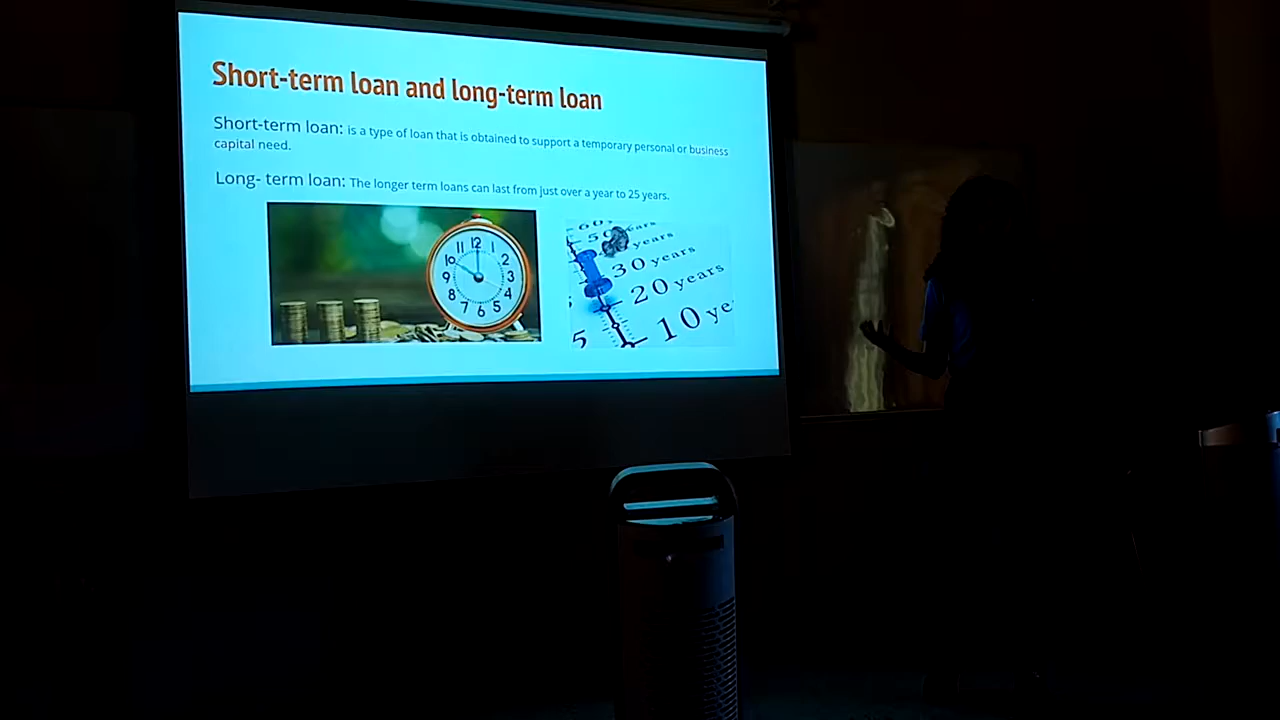 Short-term loan and long-term loan
Short-term loan: is a type of loan that is obtained to support a temporary personal or business
capital need.
Long- term loan: The longer term loans can last from just over a year to 25 years.
11 12 1
10 2
9 3
8 4
7 6 5
60
50 years
years
30 years
20 years
10 ye
5